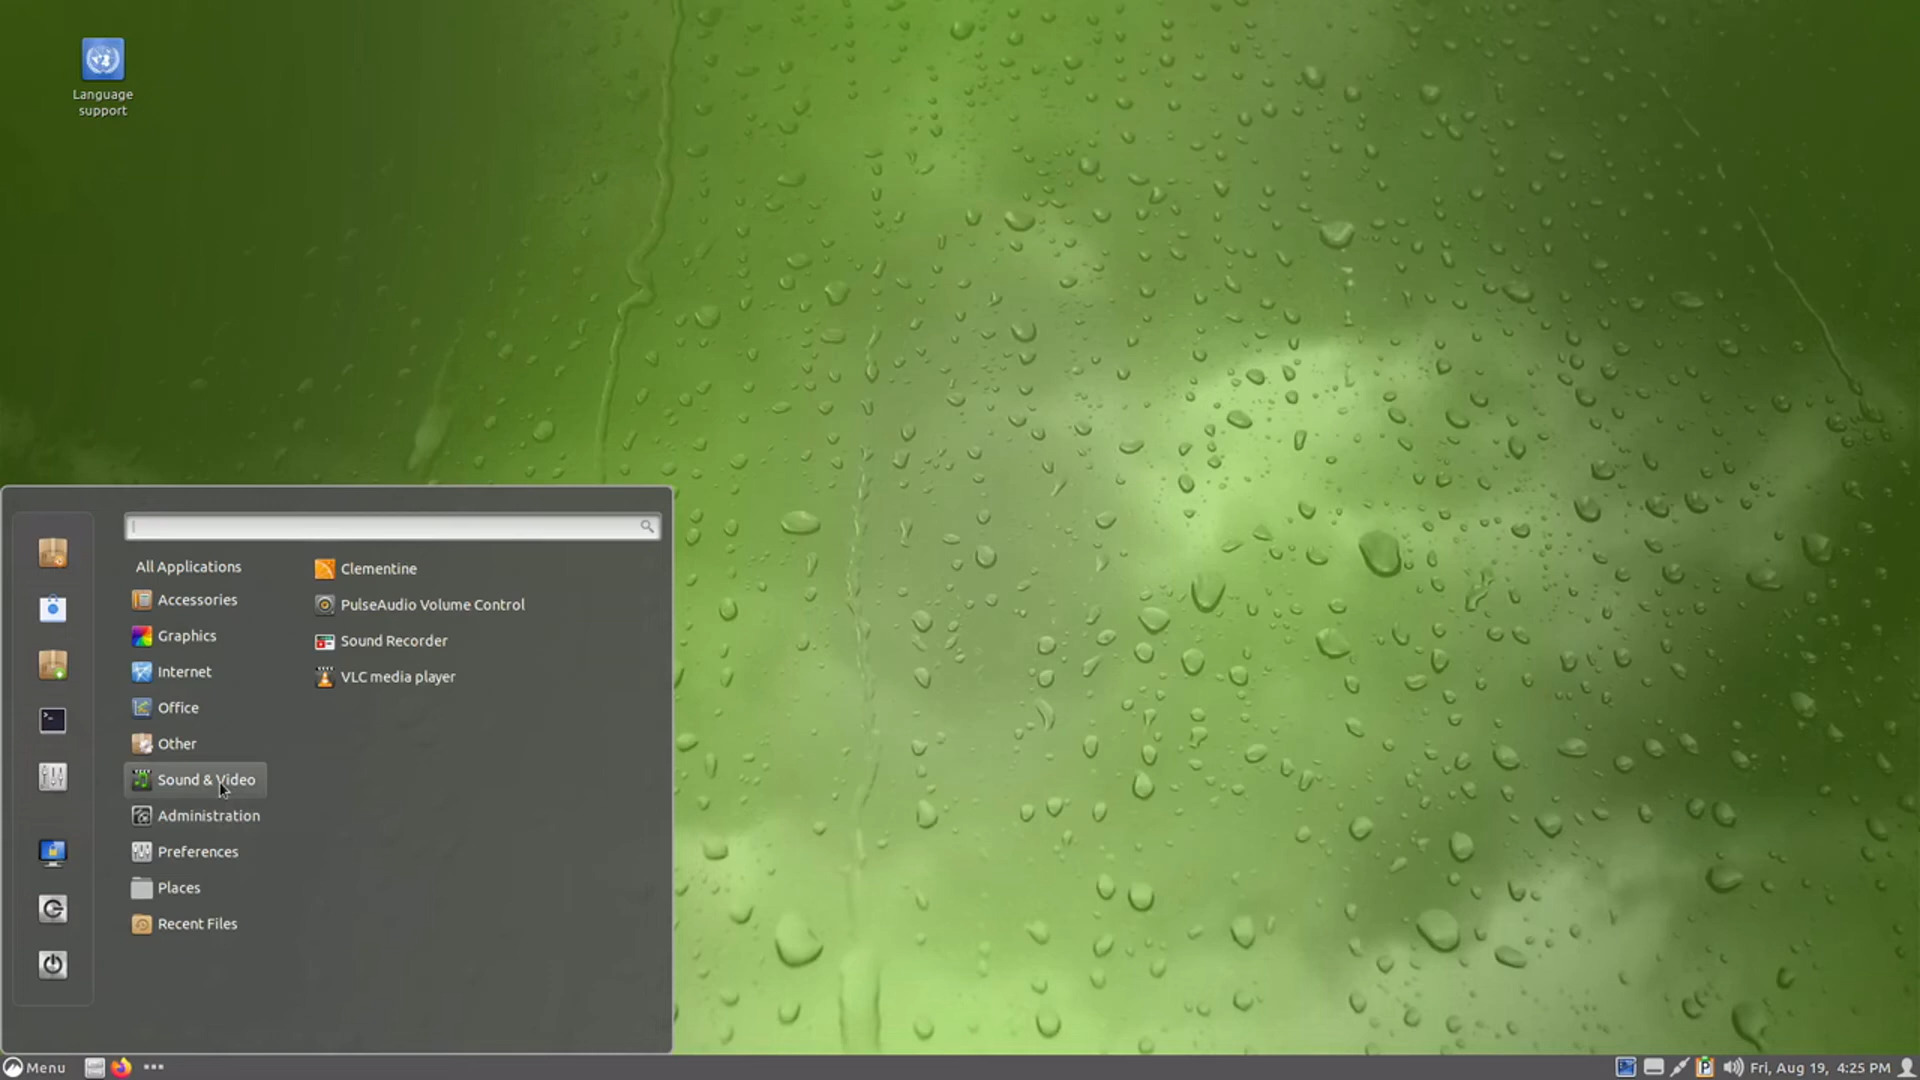 Language
support
All Applications
Accessories
Graphics
Internet
Office
Other
Sound & Video
Administration
Preferences
Places
Recent Files
Clementine
PulseAudio Volume Control
Sound Recorder
VLC media player
Menu
Fri, Aug 19, 4:25 PM